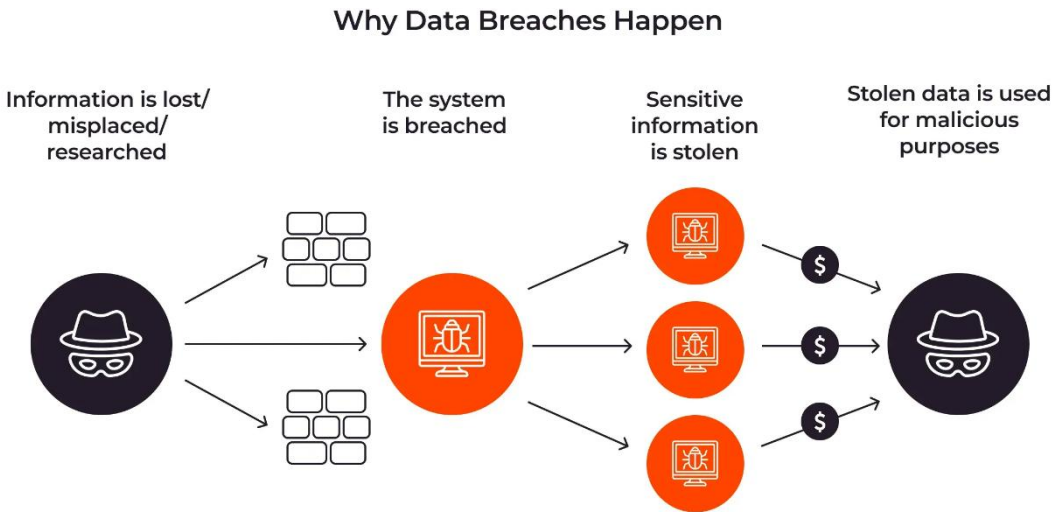 Why Data Breaches Happen
Information is lost/
misplaced/
researched
The system
is breached
Sensitive
information
is stolen
Stolen data is used
for malicious
purposes
$
$
$